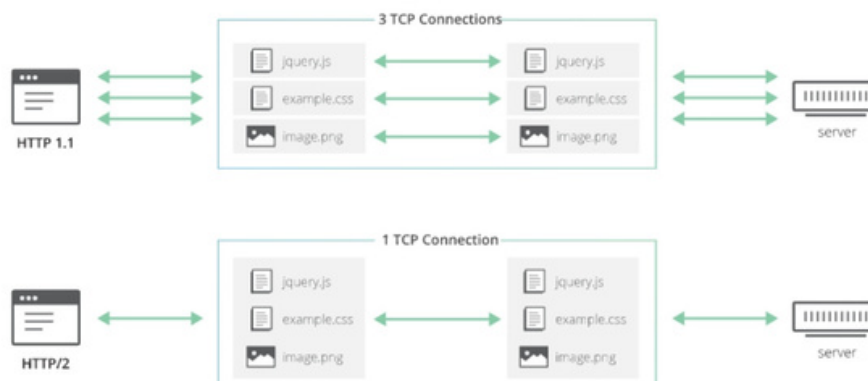 3 TCP Connections
jquery.js jquery.js
example.css example.css
image.png image.png
HTTP 1.1
server
1 TCP Connection
jquery.js jquery.js
example.css example.css
image.png image.png
HTTP/2
server